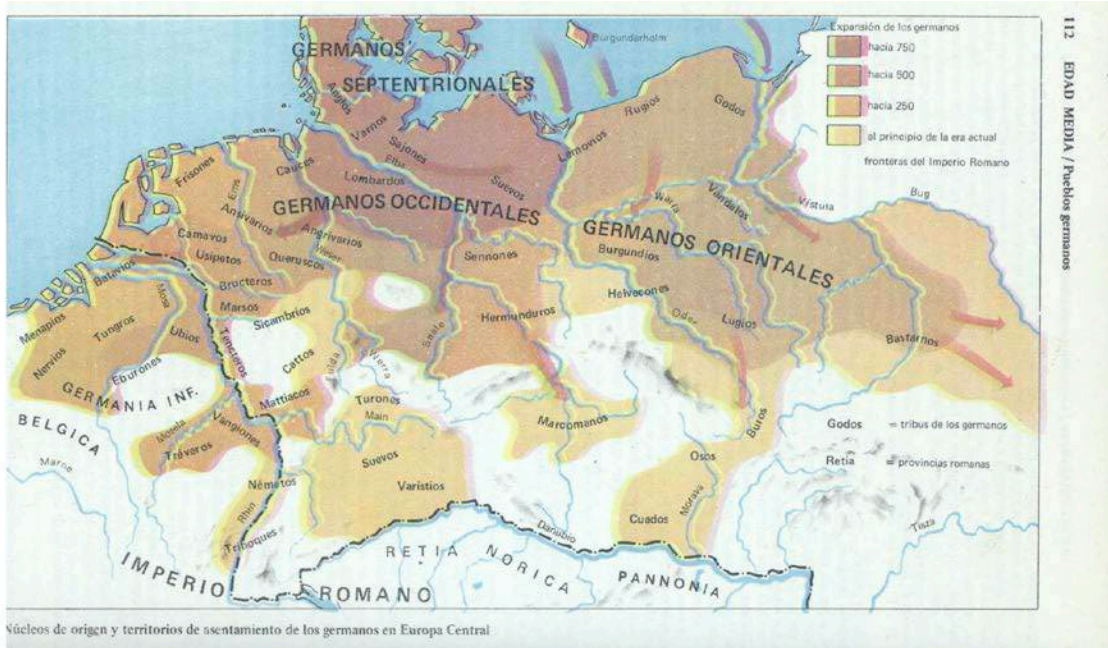 Expansión de los germanos
hacia 750
hacia 500
hacia 250
al principio de la era actual
fronteras del Imperio Romano
112 EDAD MEDIA / Pueblos germanos
Burgunderholm
GERMANOS
SEPTENTRIONALES
Anglos
Varnos
Sajones
Elba
Lombardos
Suevos
Lemovios
Rugios
Godos
Frisones
Ems
Caucos
GERMANOS OCCIDENTALES
Ansivarios
Angrivarios
Weser
Camavos
Usipetos
Queruscos
Bructeros
Marsos
Sicambrios
Batavios
Mosa
Menapios
Tungros
Nervios
Ubios
Eburones
Tencteros
Cattos
Fulda
Werra
Saale
Sennones
Hermunduros
Warta
Vándalos
Vístula
Bug
GERMANOS ORIENTALES
Burgundios
Helvecones
Oder
Lugios
Bastarnos
GERMANIA INF.
BELGICA
Marne
Mosela
Vangiones
Tréveros
Mattiacos
Turones
Main
Németos
Rhin
Triboques
Suevos
Varistios
Marcomanos
Buros
Osos
Cuados
Morava
Danubio
Godos = tribus de los germanos
Retia = provincias romanas
Tisza
RETIA
NORICA
PANNONIA
IMPERIO
ROMANO
Núcleos de origen y territorios de asentamiento de los germanos en Europa Central